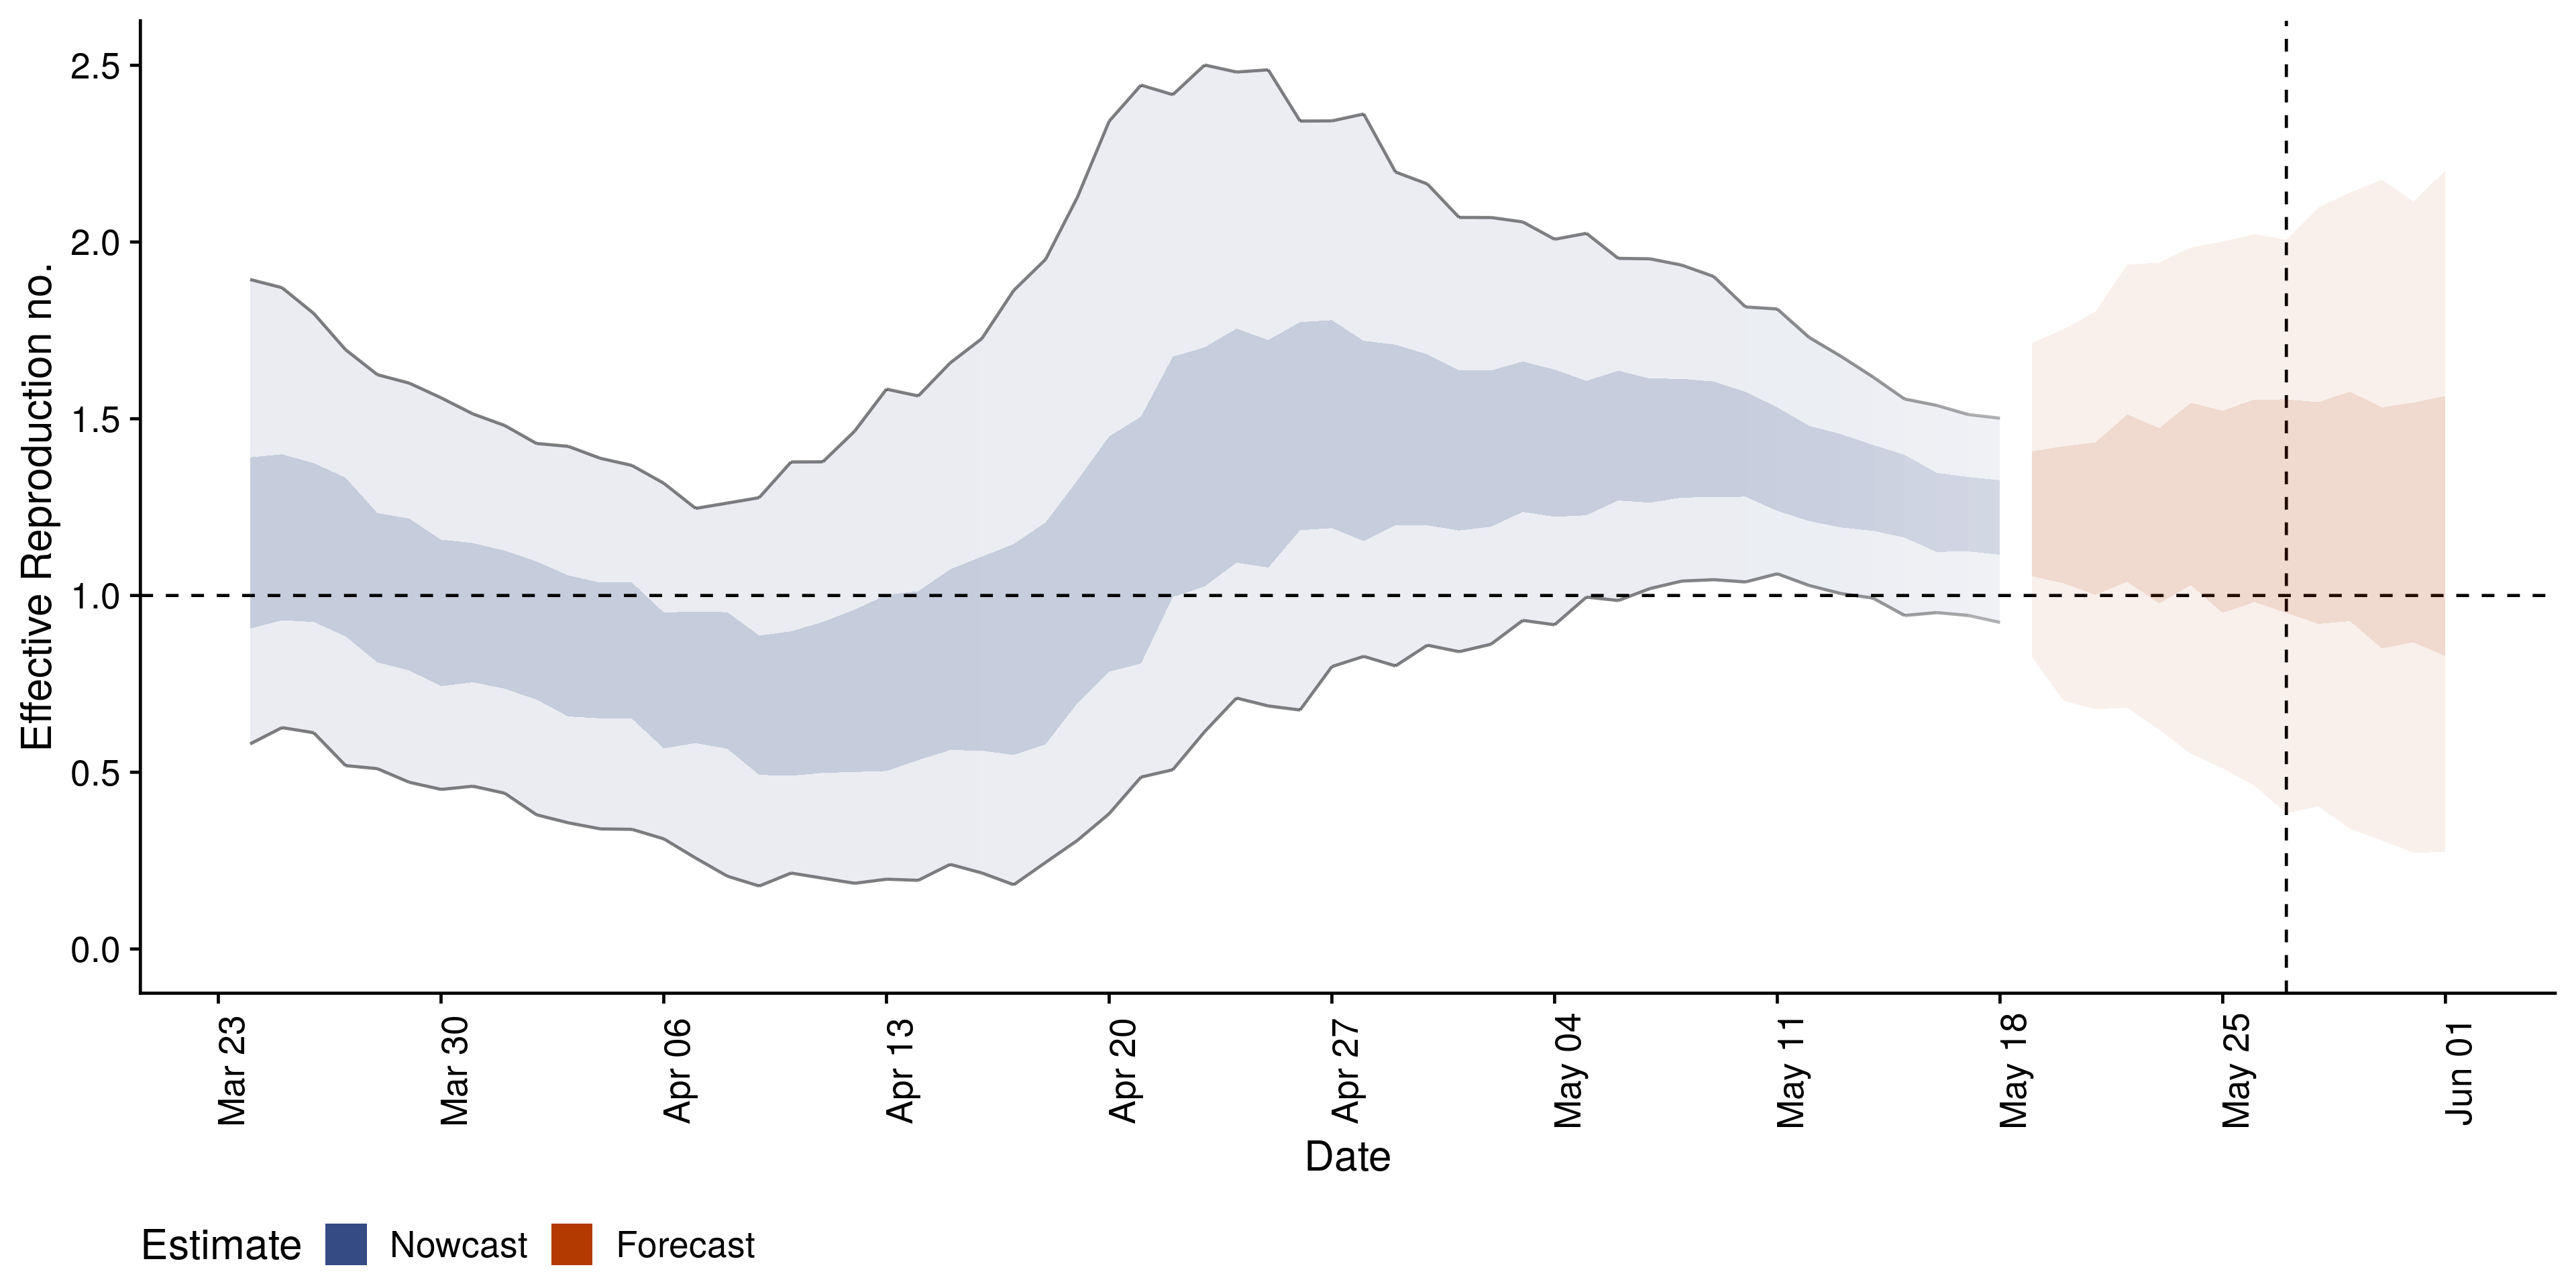 Effective Reproduction no.
2.5
2.0
1.5
1.0
0.5
0.0
Mar 23
Mar 30
Apr 06
Apr 13
Apr 20
Apr 27
May 04
May 11
May 18
May 25
Jun 01
Date
Estimate Nowcast Forecast